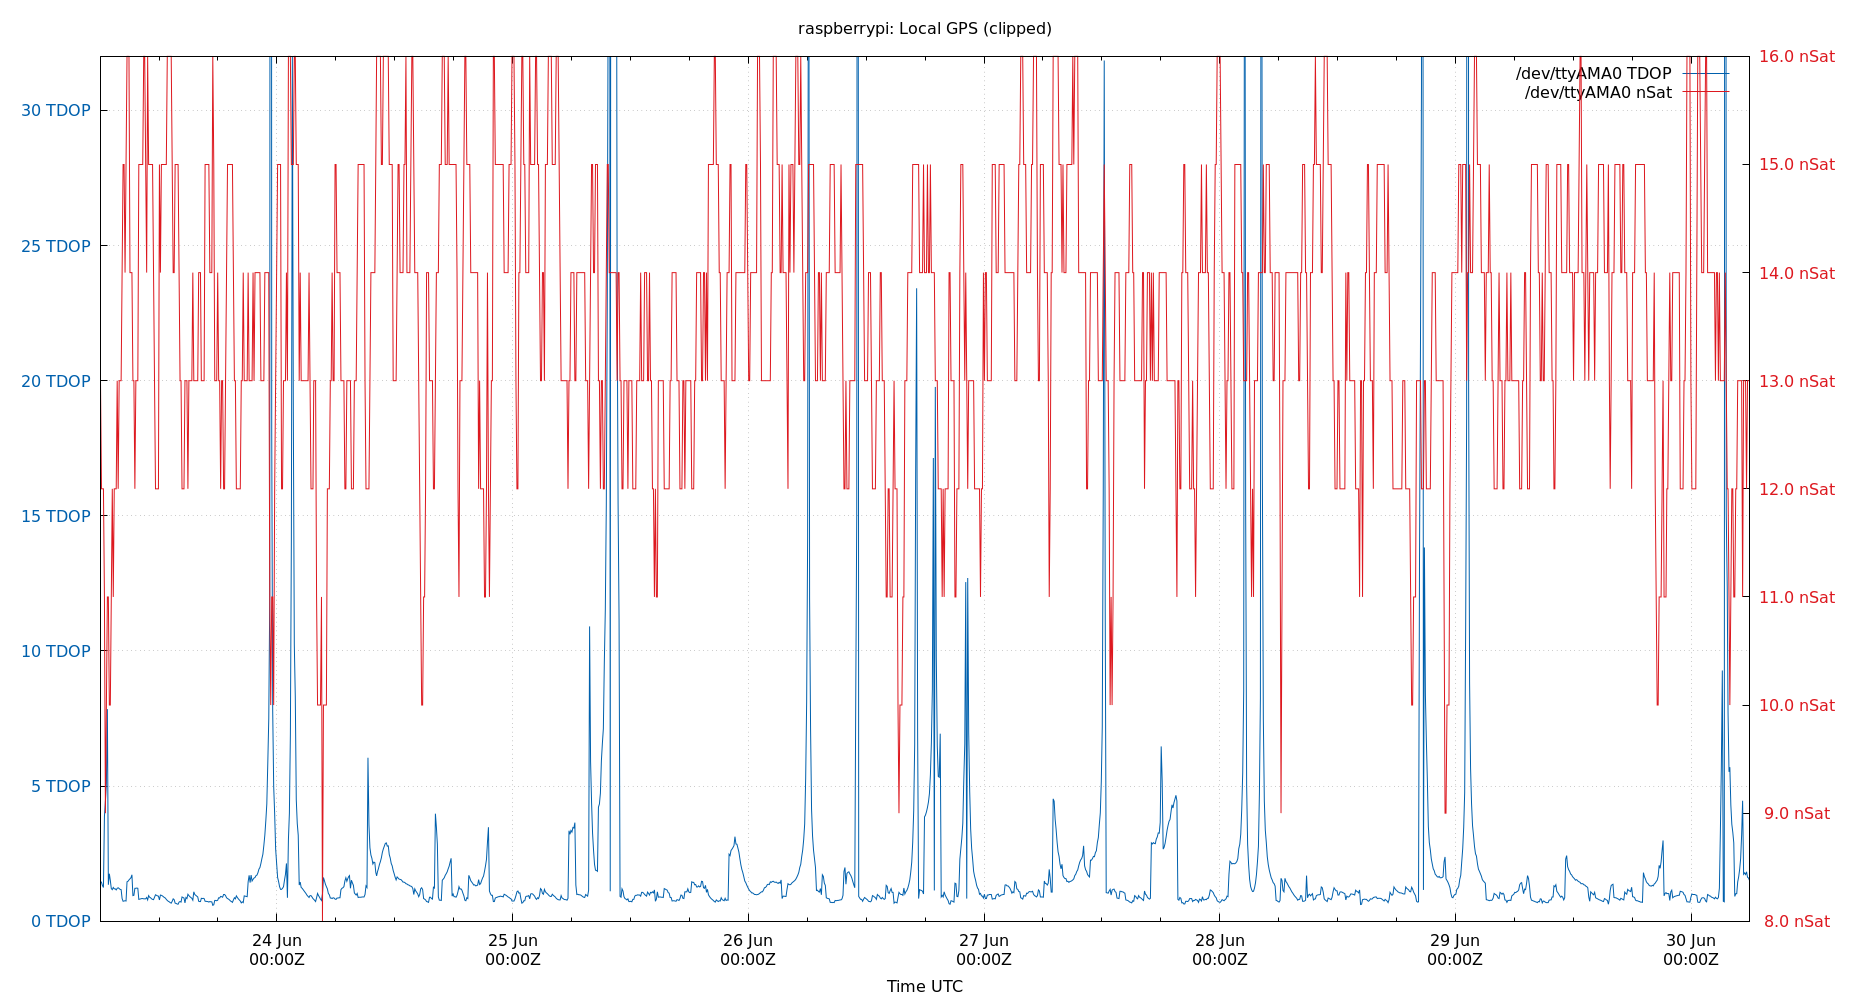 raspberrypi: Local GPS (clipped)
/dev/ttyAMA0 TDOP
/dev/ttyAMA0 nSat
30 TDOP
25 TDOP
20 TDOP
15 TDOP
10 TDOP
5 TDOP
0 TDOP
16.0 nSat
15.0 nSat
14.0 nSat
13.0 nSat
12.0 nSat
11.0 nSat
10.0 nSat
9.0 nSat
8.0 nSat
24 Jun 25 Jun 26 Jun 27 Jun 28 Jun 29 Jun 30 Jun
00:00Z 00:00Z 00:00Z 00:00Z 00:00Z 00:00Z 00:00Z
Time UTC